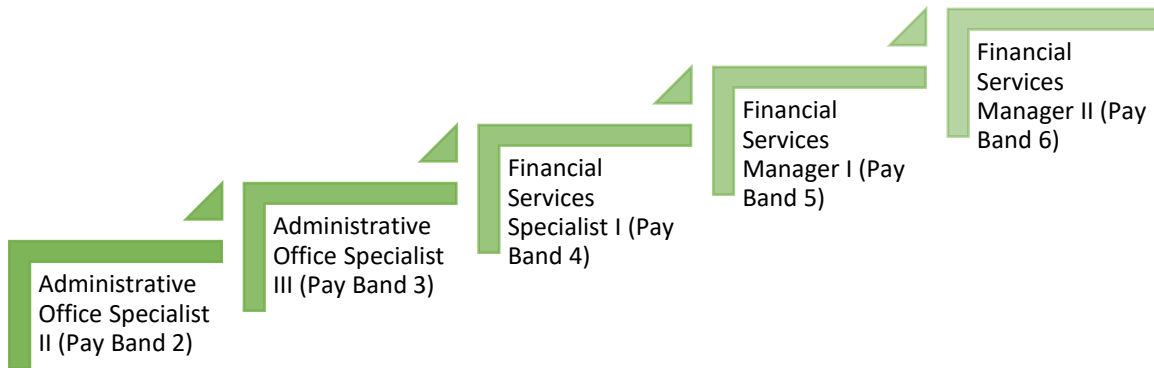 Administrative
Office Specialist
II (Pay Band 2)
Administrative
Office Specialist
III (Pay Band 3)
Financial
Services
Specialist I (Pay
Band 4)
Financial
Services
Manager I (Pay
Band 5)
Financial
Services
Manager II (Pay
Band 6)